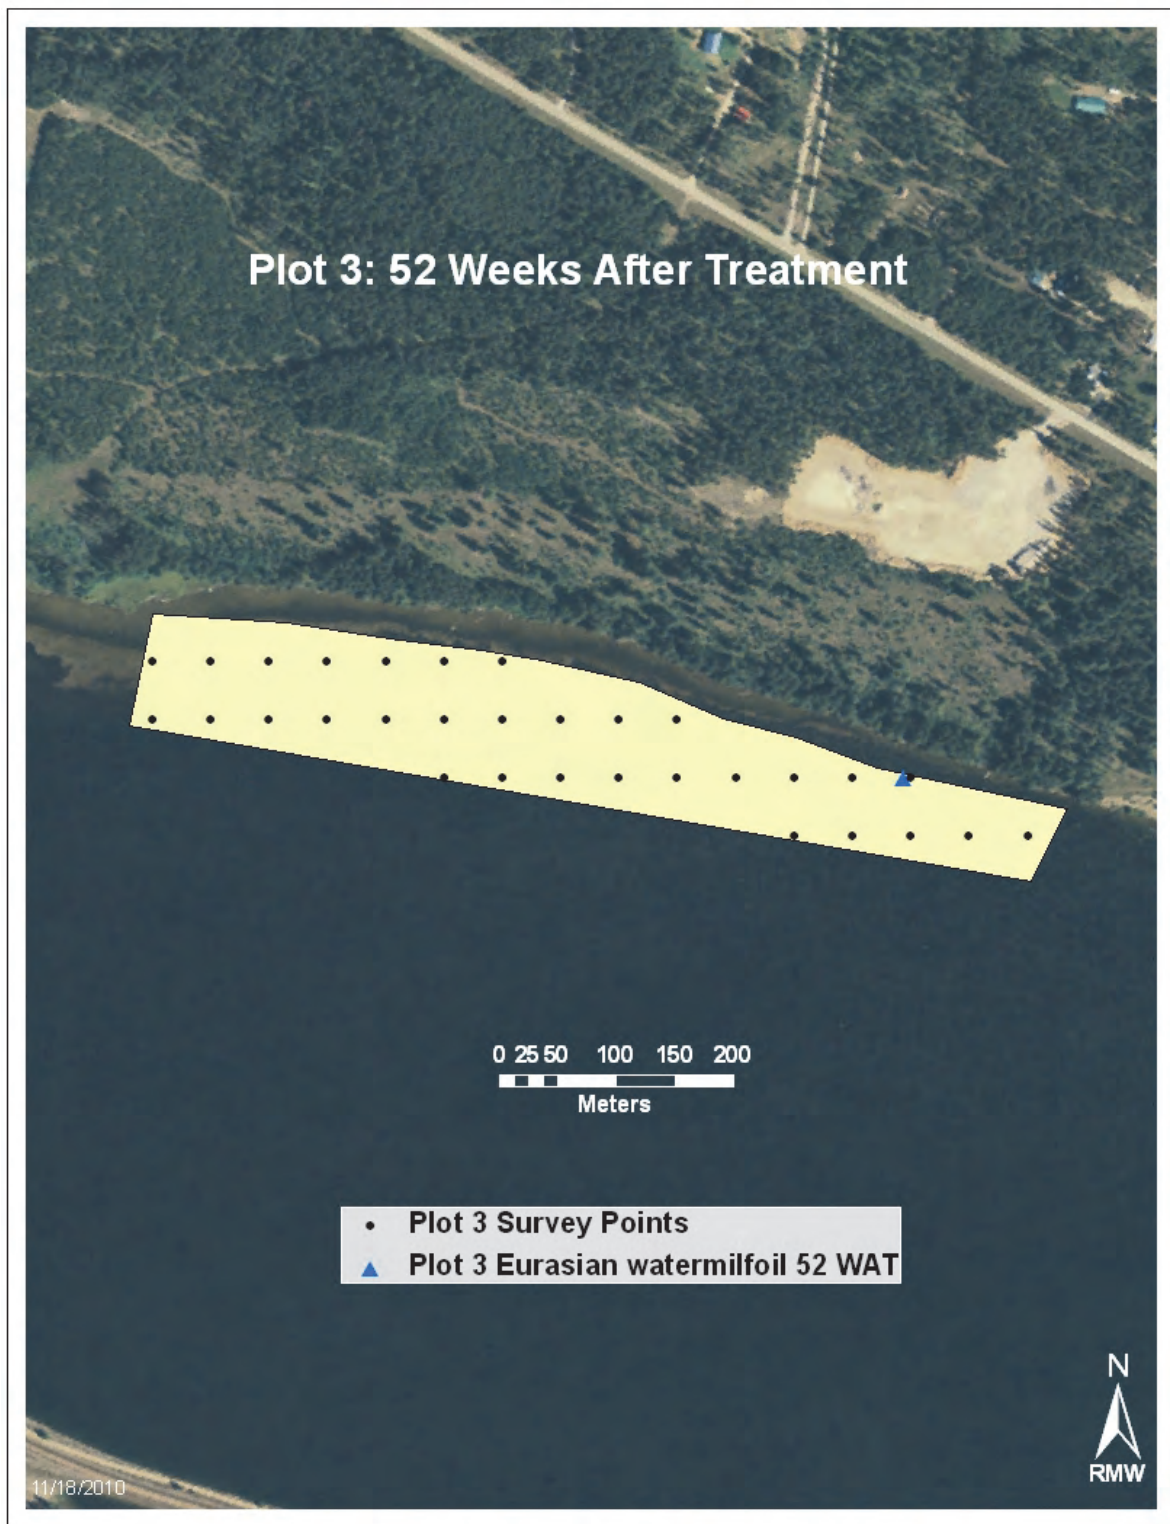 Plot 3: 52 Weeks After Treatment
0 25 50 100 150 200
Meters
Plot 3 Survey Points
Plot 3 Eurasian watermilfoil 52 WAT
N
RMW
11/18/2010